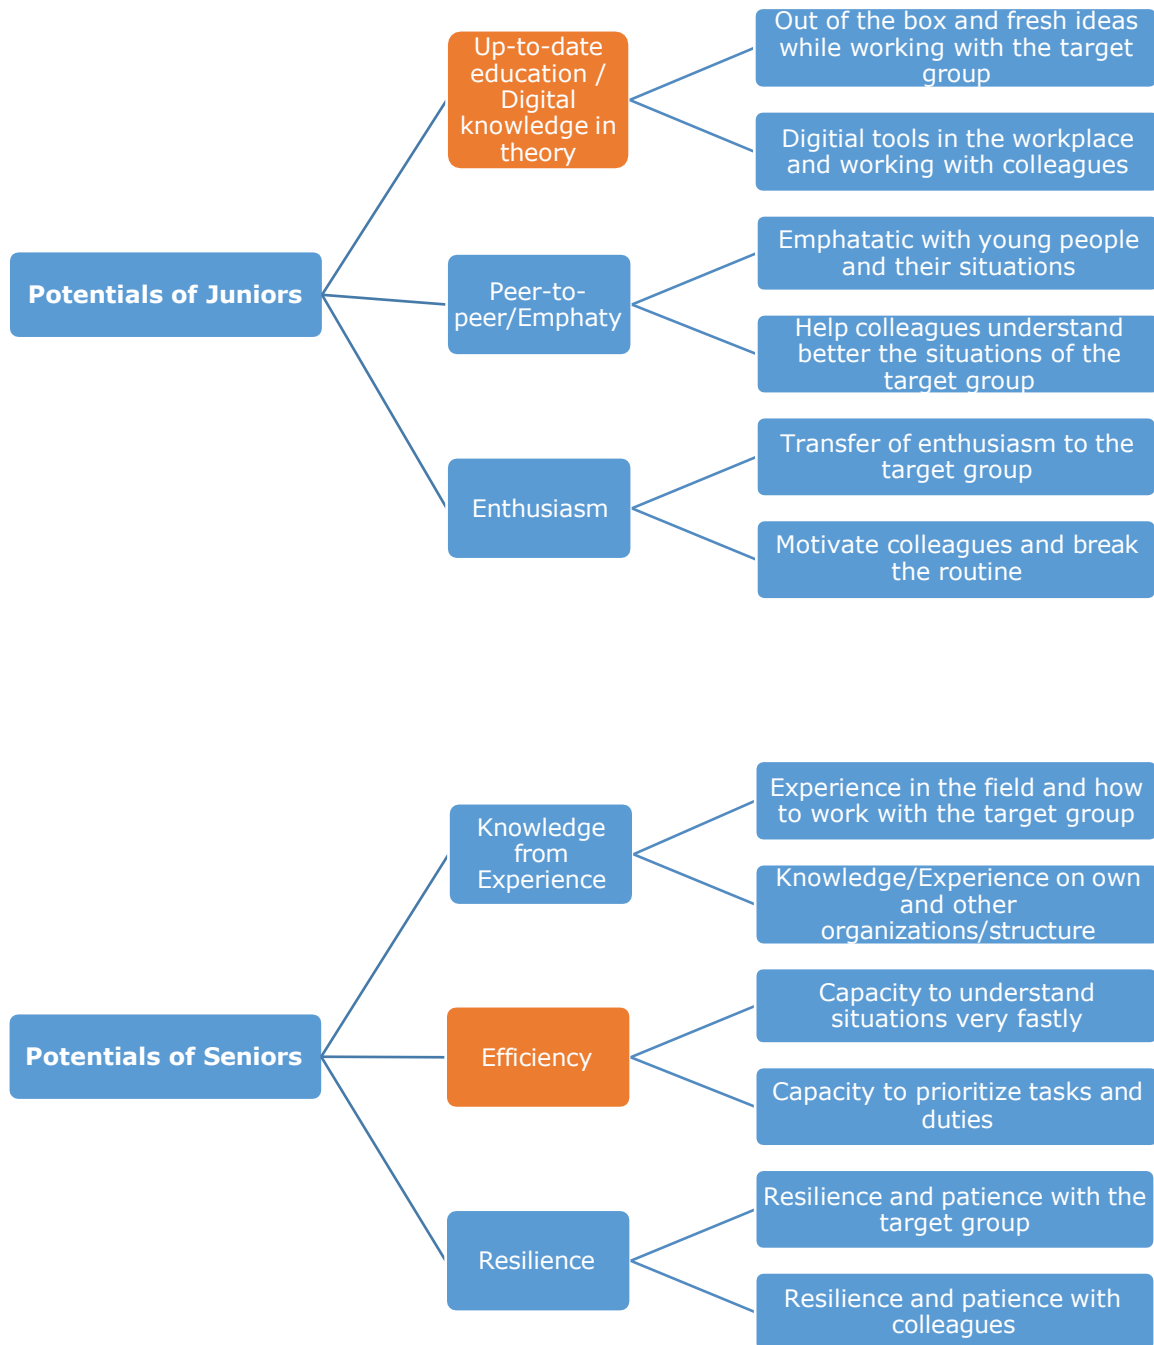 Potentials of Juniors
Up-to-date
education /
Digital
knowledge in
theory
Out of the box and fresh ideas
while working with the target
group
Digitial tools in the workplace
and working with colleagues
Peer-to-
peer/Emphaty
Emphatatic with young people
and their situations
Help colleagues understand
better the situations of the
target group
Enthusiasm
Transfer of enthusiasm to the
target group
Motivate colleagues and break
the routine
Potentials of Seniors
Knowledge
from
Experience
Experience in the field and how
to work with the target group
Knowledge/Experience on own
and other
organizations/structure
Efficiency
Capacity to understand
situations very fastly
Capacity to prioritize tasks and
duties
Resilience
Resilience and patience with the
target group
Resilience and patience with
colleagues